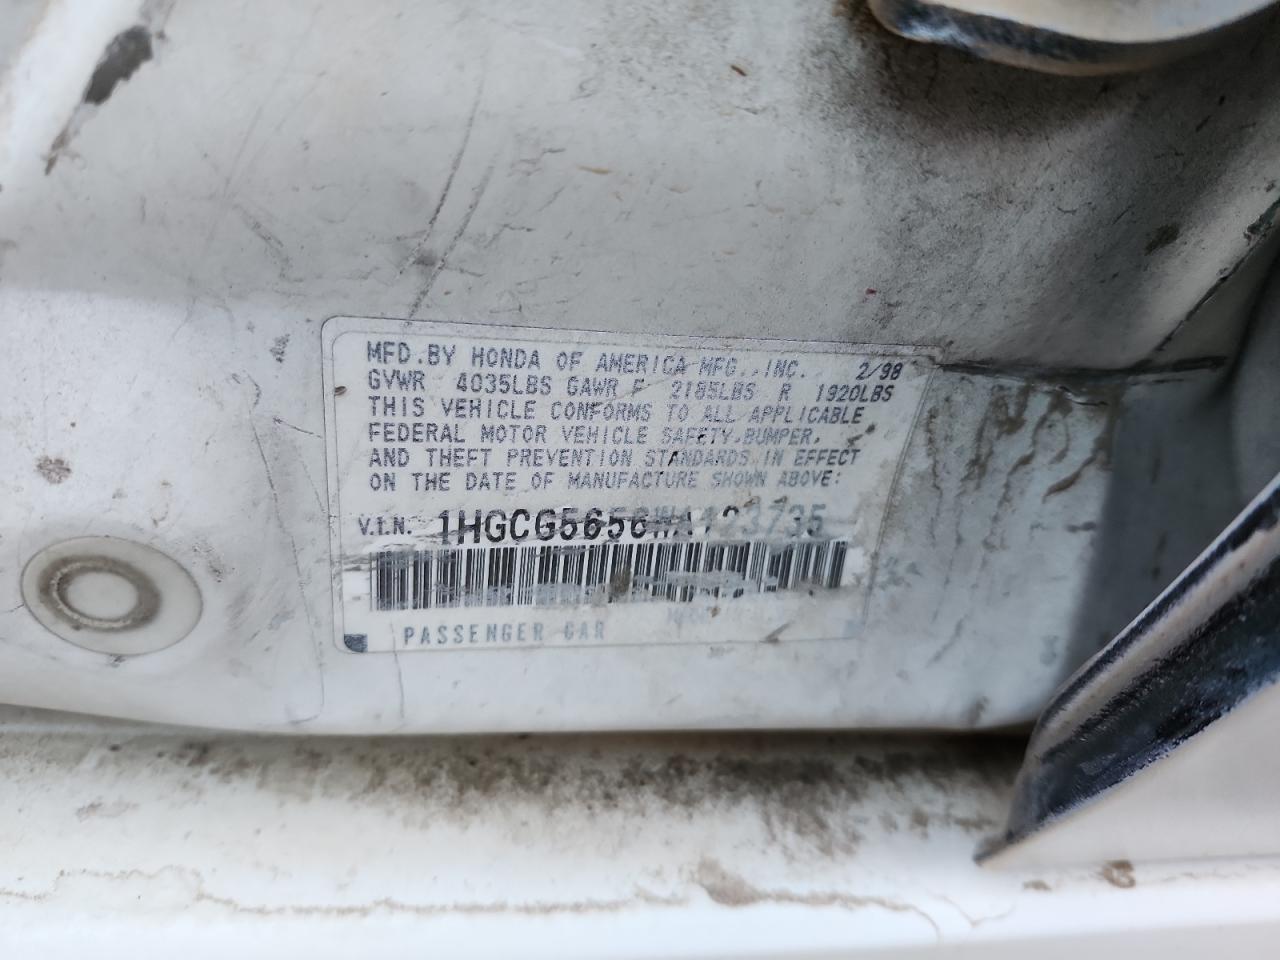 MFD.BY HONDA OF AMERICA MFG.,INC. 2/98
GVWR 4035LBS GAWR F 2185LBS R 1920LBS
THIS VEHICLE CONFORMS TO ALL APPLICABLE
FEDERAL MOTOR VEHICLE SAFETY,BUMPER,
AND THEFT PREVENTION STANDARDS IN EFFECT
ON THE DATE OF MANUFACTURE SHOWN ABOVE:
V.I.N.
PASSENGER CAR